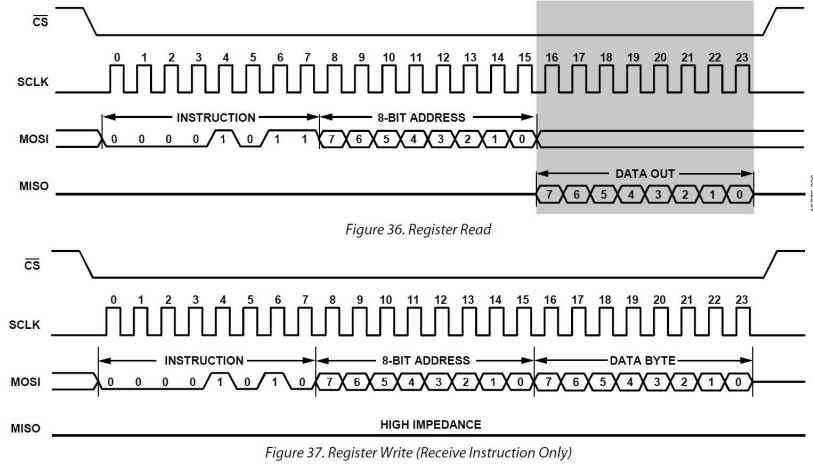 CS
0 1 2 3 4 5 6 7 8 9 10 11 12 13 14 15 16 17 18 19 20 21 22 23
SCLK
INSTRUCTION 8-BIT ADDRESS
MOSI 0 0 0 0 1 0 1 1 7 6 5 4 3 2 1 0
DATA OUT
MISO 7 6 5 4 3 2 1 0
Figure 36. Register Read
CS
0 1 2 3 4 5 6 7 8 9 10 11 12 13 14 15 16 17 18 19 20 21 22 23
SCLK
INSTRUCTION 8-BIT ADDRESS DATA BYTE
MOSI 0 0 0 0 1 0 1 0 7 6 5 4 3 2 1 0 7 6 5 4 3 2 1 0
HIGH IMPEDANCE
MISO
Figure 37. Register Write (Receive Instruction Only)